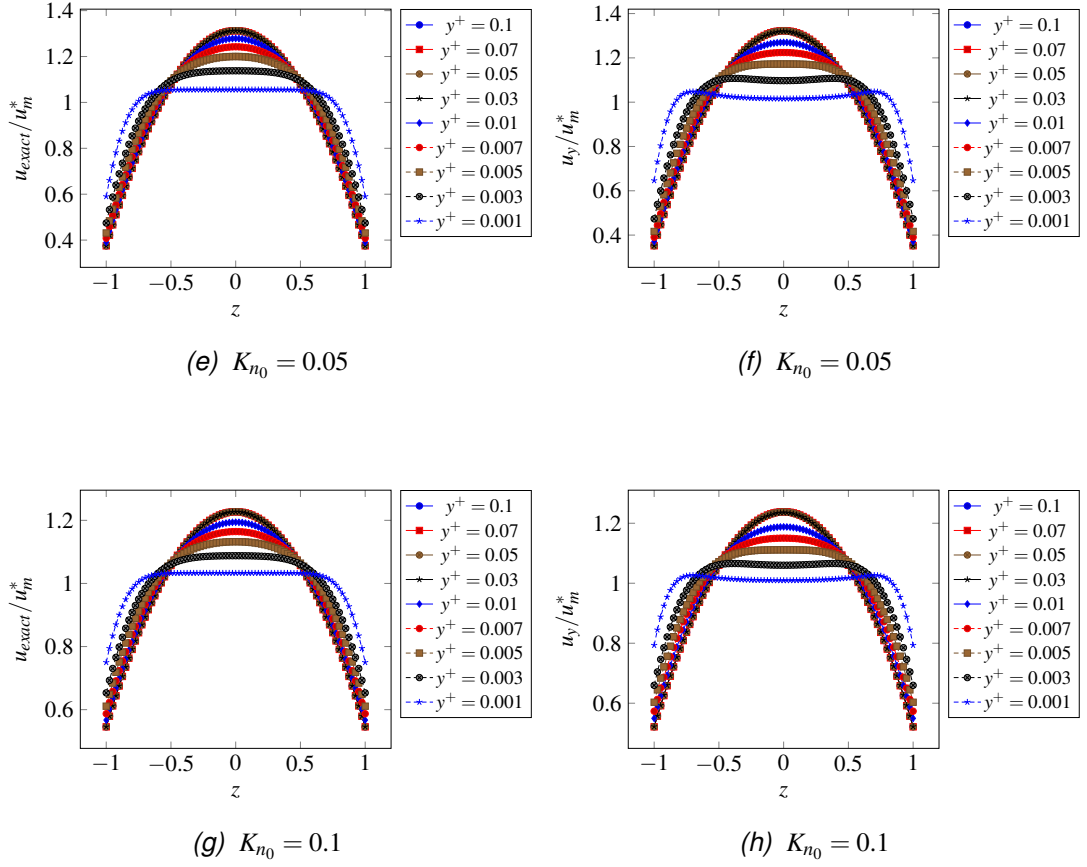 1.4
1.2
1
0.8
0.6
0.4
u_exact/u*_m
−1
−0.5
0
0.5
1
z
y⁺ = 0.1
y⁺ = 0.07
y⁺ = 0.05
y⁺ = 0.03
y⁺ = 0.01
y⁺ = 0.007
y⁺ = 0.005
y⁺ = 0.003
y⁺ = 0.001
(e) K_{n_0} = 0.05
1.4
1.2
1
0.8
0.6
0.4
u_y/u*_m
−1
−0.5
0
0.5
1
z
y⁺ = 0.1
y⁺ = 0.07
y⁺ = 0.05
y⁺ = 0.03
y⁺ = 0.01
y⁺ = 0.007
y⁺ = 0.005
y⁺ = 0.003
y⁺ = 0.001
(f) K_{n_0} = 0.05
1.2
1
0.8
0.6
u_exact/u*_m
−1
−0.5
0
0.5
1
z
y⁺ = 0.1
y⁺ = 0.07
y⁺ = 0.05
y⁺ = 0.03
y⁺ = 0.01
y⁺ = 0.007
y⁺ = 0.005
y⁺ = 0.003
y⁺ = 0.001
(g) K_{n_0} = 0.1
1.2
1
0.8
0.6
u_y/u*_m
−1
−0.5
0
0.5
1
z
y⁺ = 0.1
y⁺ = 0.07
y⁺ = 0.05
y⁺ = 0.03
y⁺ = 0.01
y⁺ = 0.007
y⁺ = 0.005
y⁺ = 0.003
y⁺ = 0.001
(h) K_{n_0} = 0.1